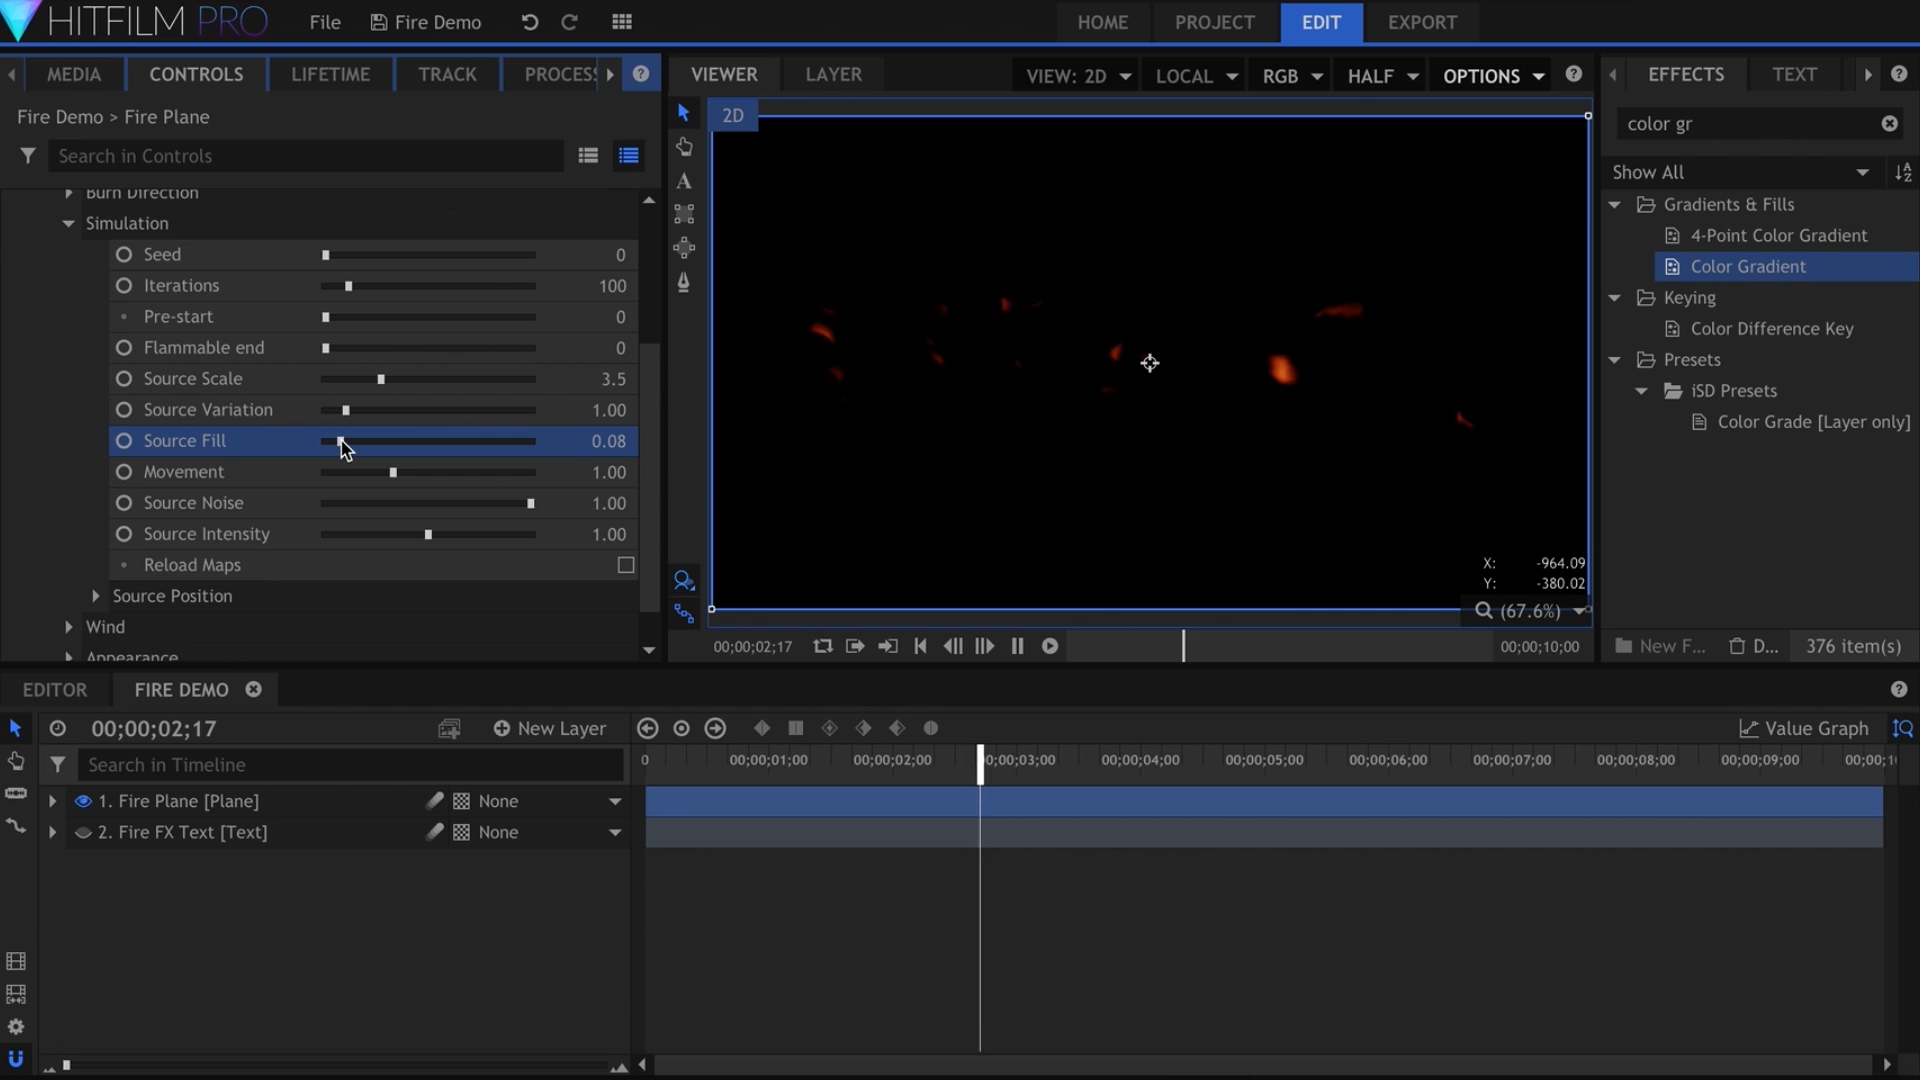 HITFILM PRO
File
Fire Demo
HOME
PROJECT
EDIT
EXPORT
MEDIA
CONTROLS
LIFETIME
TRACK
PROCESS
VIEWER
LAYER
VIEW: 2D
LOCAL
RGB
HALF
OPTIONS
EFFECTS
TEXT
Fire Demo > Fire Plane
2D
color gr
Search in Controls
Show All
Burn Direction
Simulation
Seed 0
Iterations 100
Pre-start 0
Flammable end 0
Source Scale 3.5
Source Variation 1.00
Source Fill 0.08
Movement 1.00
Source Noise 1.00
Source Intensity 1.00
Reload Maps
Source Position
Wind
Appearance
Gradients & Fills
4-Point Color Gradient
Color Gradient
Keying
Color Difference Key
Presets
iSD Presets
Color Grade [Layer only]
X: -964.09
Y: -380.02
(67.6%)
00;00;02;17
00;00;10;00
New F...
D...
376 item(s)
EDITOR
FIRE DEMO
00;00;02;17
New Layer
Value Graph
Search in Timeline
0
00;00;01;00
00;00;02;00
00;00;03;00
00;00;04;00
00;00;05;00
00;00;06;00
00;00;07;00
00;00;08;00
00;00;09;00
00;00;1
1. Fire Plane [Plane] None
2. Fire FX Text [Text] None